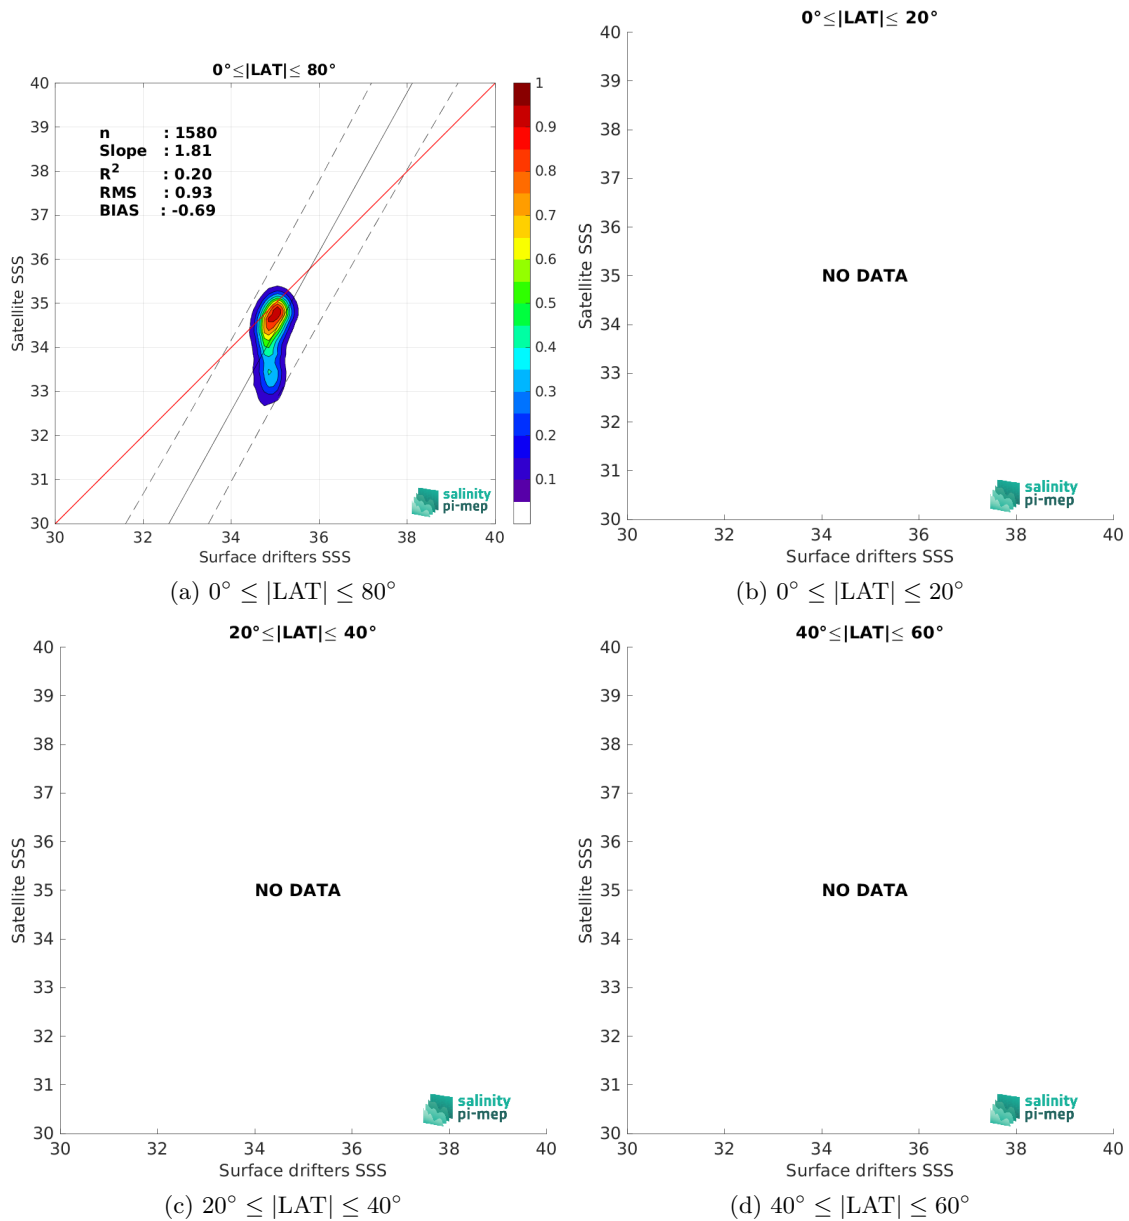 0°≤|LAT|≤ 80°
40
39
38
37
36
35
34
33
32
31
30
Satellite SSS
n : 1580
Slope : 1.81
R² : 0.20
RMS : 0.93
BIAS : -0.69
30 32 34 36 38 40
Surface drifters SSS
salinity
pi-mep
1
0.9
0.8
0.7
0.6
0.5
0.4
0.3
0.2
0.1
(a) 0° ≤ |LAT| ≤ 80°
0°≤|LAT|≤ 20°
40
39
38
37
36
35
34
33
32
31
30
Satellite SSS
NO DATA
salinity
pi-mep
30 32 34 36 38 40
Surface drifters SSS
(b) 0° ≤ |LAT| ≤ 20°
20°≤|LAT|≤ 40°
40
39
38
37
36
35
34
33
32
31
30
Satellite SSS
NO DATA
salinity
pi-mep
30 32 34 36 38 40
Surface drifters SSS
(c) 20° ≤ |LAT| ≤ 40°
40°≤|LAT|≤ 60°
40
39
38
37
36
35
34
33
32
31
30
Satellite SSS
NO DATA
salinity
pi-mep
30 32 34 36 38 40
Surface drifters SSS
(d) 40° ≤ |LAT| ≤ 60°